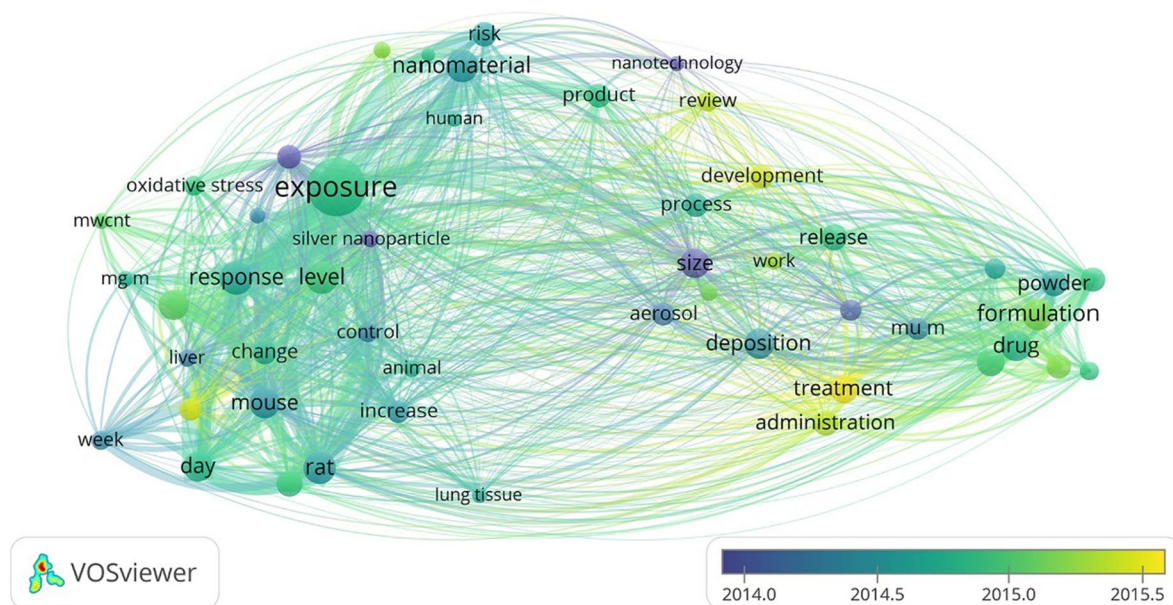 risk
nanomaterial
nanotechnology
product
review
human
oxidative stress
exposure
development
process
mwcnt
silver nanoparticle
release
size
work
mg m
response
level
powder
formulation
aerosol
mu m
control
deposition
drug
liver
change
animal
treatment
mouse
increase
administration
week
day
rat
lung tissue
VOSviewer
2014.0
2014.5
2015.0
2015.5